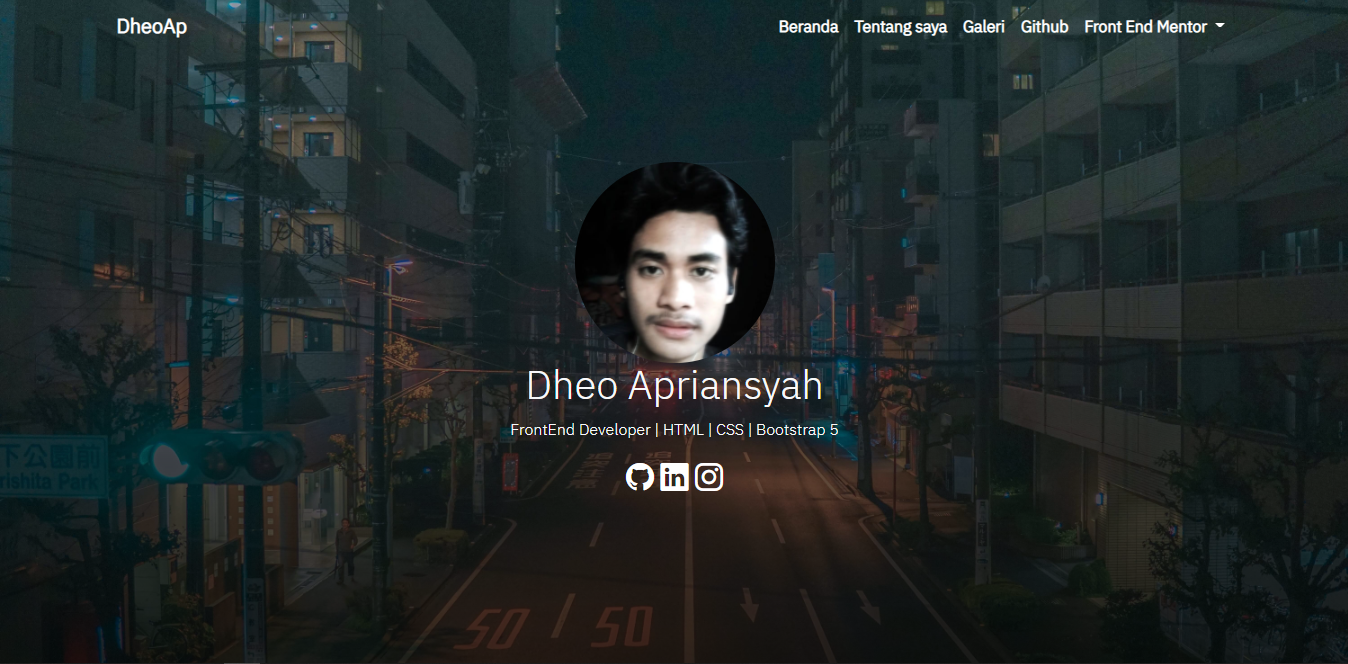 DheoAp
Beranda Tentang saya Galeri Github Front End Mentor
Dheo Apriansyah
FrontEnd Developer | HTML | CSS | Bootstrap 5
in
下公園前
rishita Park
50 50